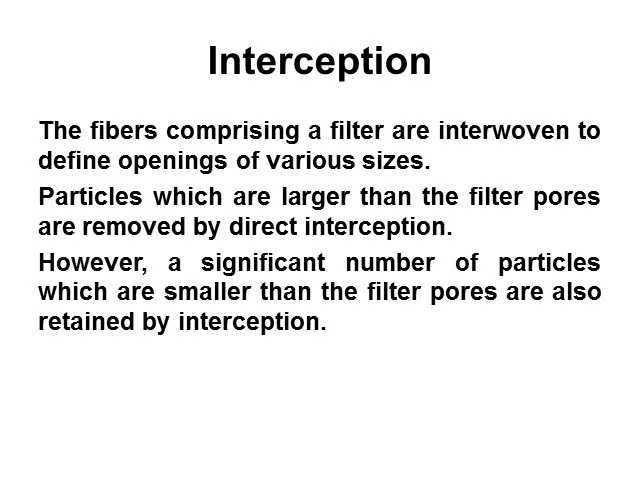 Interception
The fibers comprising a filter are interwoven to
define openings of various sizes.
Particles which are larger than the filter pores
are removed by direct interception.
However, a significant number of particles
which are smaller than the filter pores are also
retained by interception.